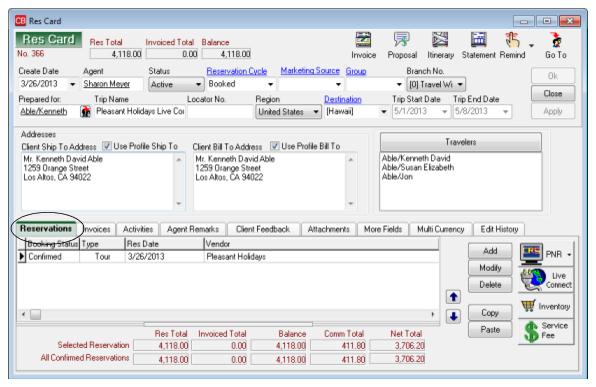 CB Res Card
Res Card Res Total Invoiced Total Balance
No. 366 4,118.00 0.00 4,118.00 Invoice Proposal Itinerary Statement Remind Go To
Create Date Agent Status Reservation Cycle Marketing Source Group Branch No. Ok
3/26/2013 Sharon Meyer Active Booked [0] Travel Wi
Close
Prepared for: Trip Name Locator No. Region Destination Trip Start Date Trip End Date
Able/Kenneth Pleasant Holidays Live Cor United States [Hawaii] 5/1/2013 5/8/2013 Apply
Addresses
Client Ship To Address Use Profile Ship To Client Bill To Address Use Profile Bill To Travelers
Mr. Kenneth David Able Mr. Kenneth David Able Able/Kenneth David
1259 Orange Street 1259 Orange Street Able/Susan Elizabeth
Los Altos, CA 94022 Los Altos, CA 94022 Able/Jon
Reservations Invoices Activities Agent Remarks Client Feedback Attachments More Fields Multi Currency Edit History
Booking Status Type Res Date Vendor Add PNR
Confirmed Tour 3/26/2013 Pleasant Holidays
Modify Live
Delete Connect
Copy Inventory
Res Total Invoiced Total Balance Comm Total Net Total Paste Service
Selected Reservation 4,118.00 0.00 4,118.00 411.80 3,706.20 Fee
All Confirmed Reservations 4,118.00 0.00 4,118.00 411.80 3,706.20